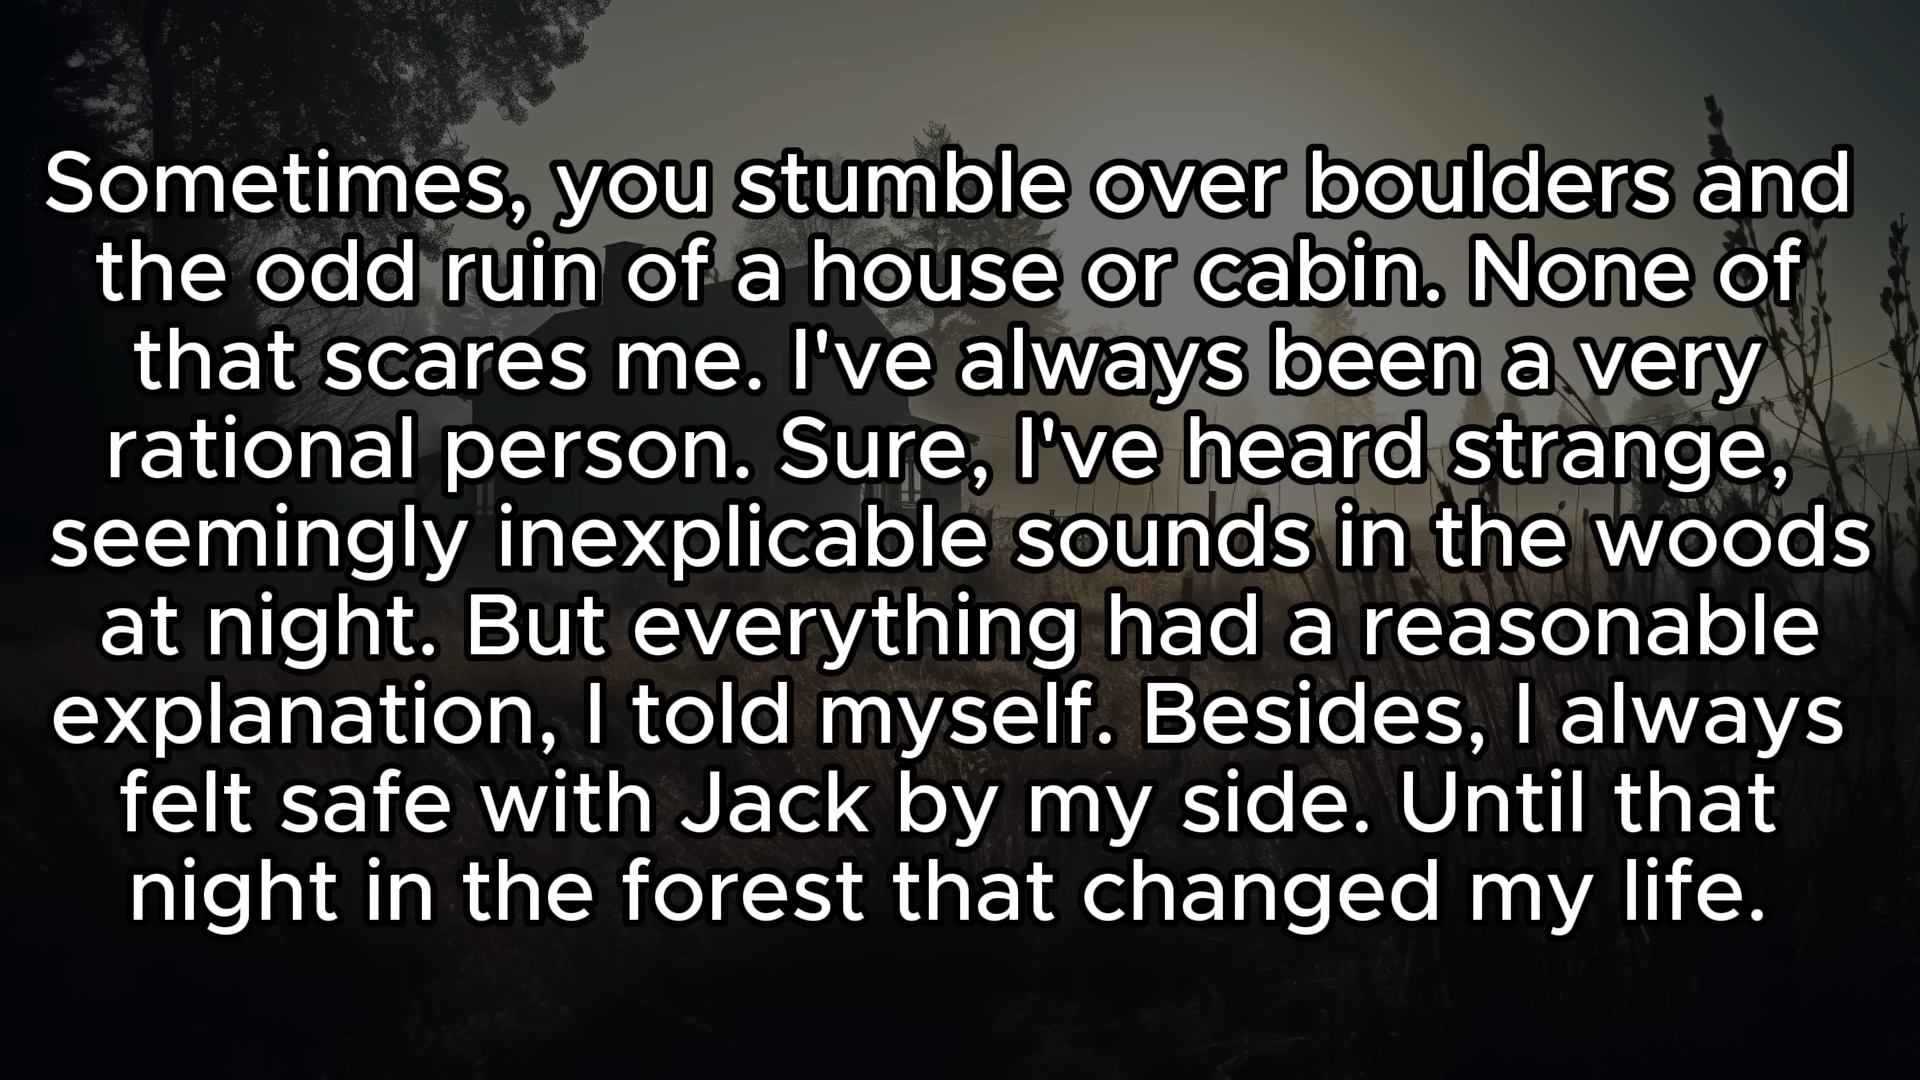 Sometimes, you stumble over boulders and
the odd ruin of a house or cabin. None of
that scares me. I've always been a very
rational person. Sure, I've heard strange,
seemingly inexplicable sounds in the woods
at night. But everything had a reasonable
explanation, I told myself. Besides, I always
felt safe with Jack by my side. Until that
night in the forest that changed my life.